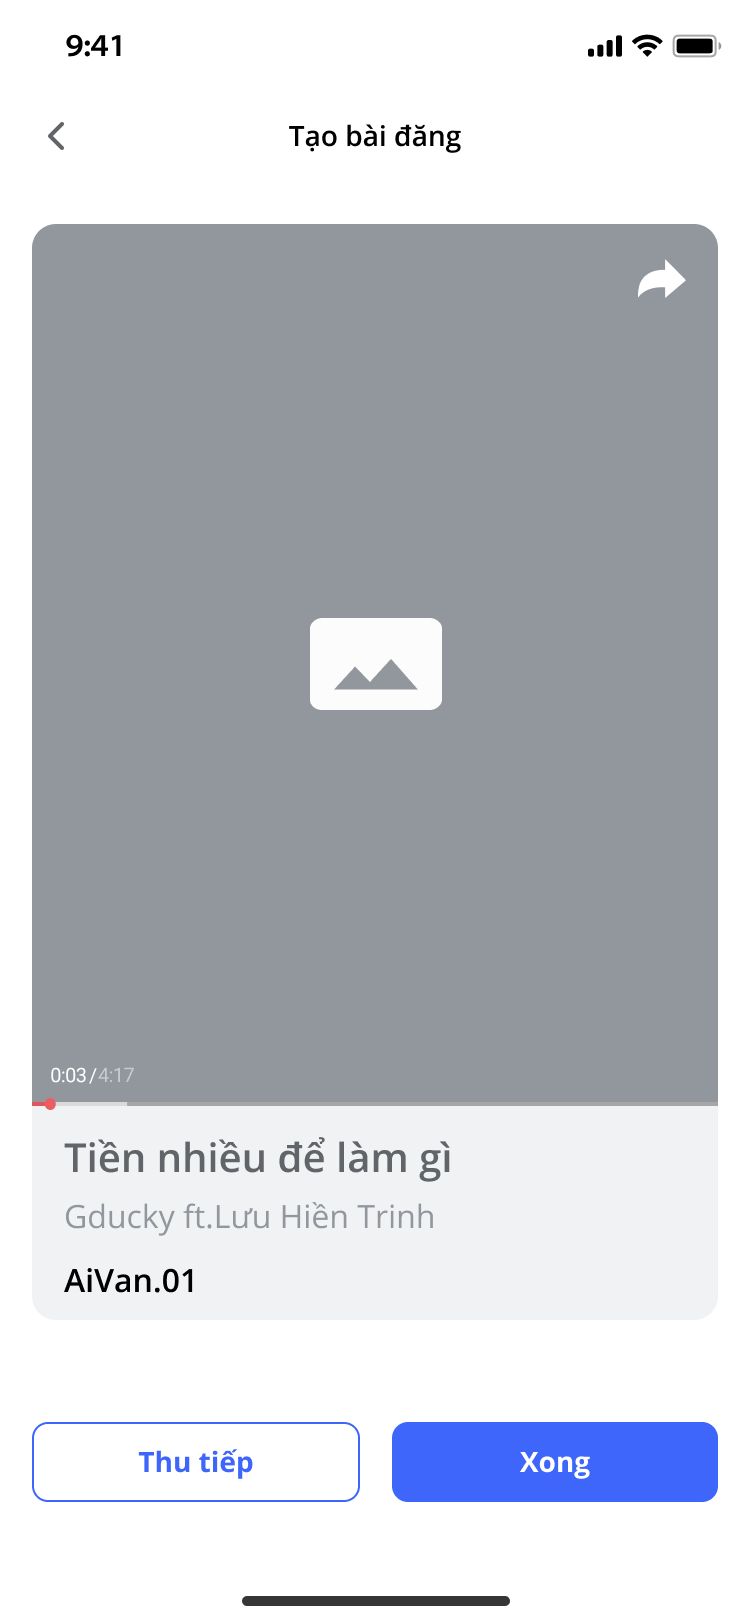 9:41
Tạo bài đăng
0:03/4:17
Tiền nhiều để làm gì
Gducky ft.Lưu Hiền Trinh
AiVan.01
Thu tiếp
Xong